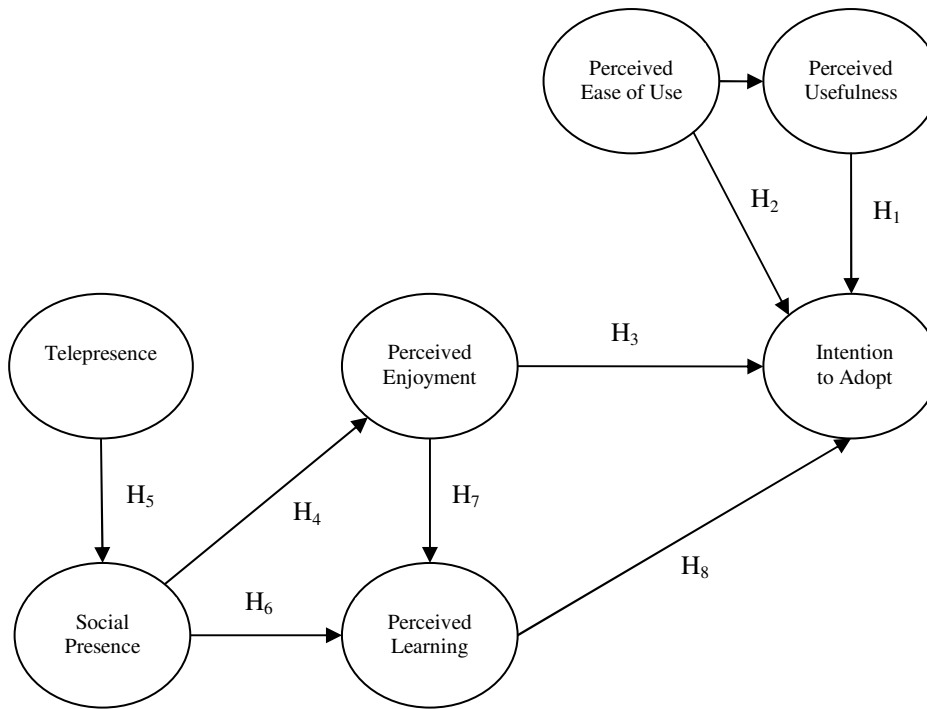 Perceived
Ease of Use
Perceived
Usefulness
H₂
H₁
Telepresence
Perceived
Enjoyment
H₃
Intention
to Adopt
H₅
H₄
H₇
H₈
Social
Presence
H₆
Perceived
Learning